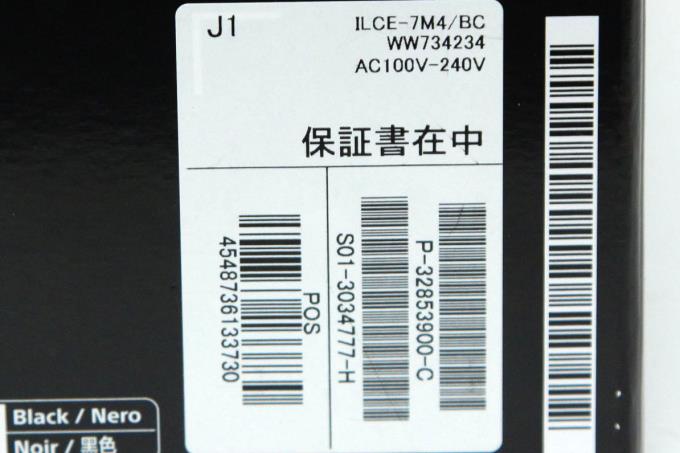 J1
ILCE-7M4/BC
WW734234
AC100V-240V
保証書在中
POS
4548736133730
S01-3034777-H
P-32853900-C
Black / Nero
Noir / 黑色